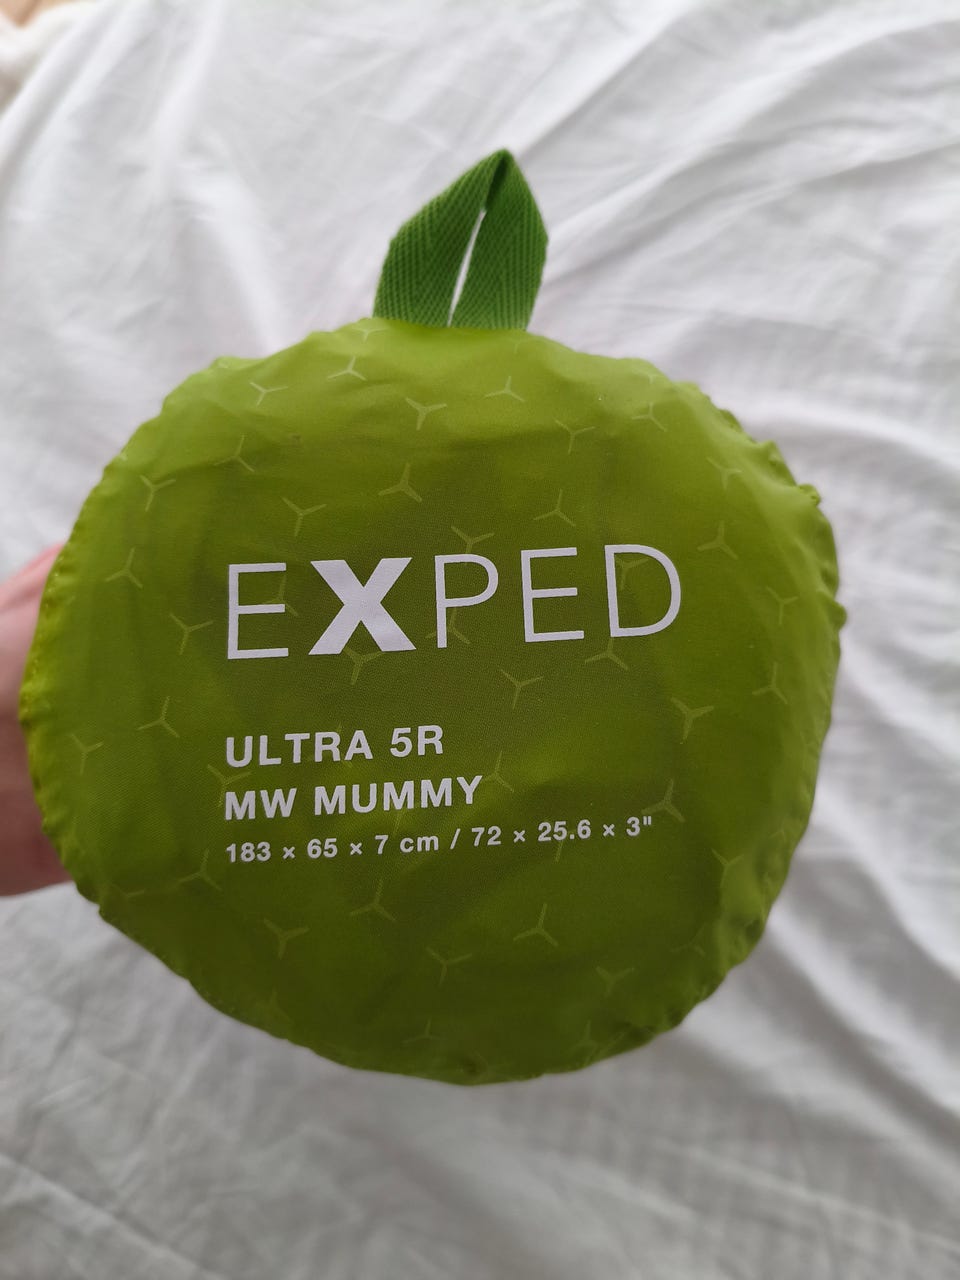 EXPED
ULTRA 5R
MW MUMMY
183 × 65 × 7 cm / 72 × 25.6 × 3"